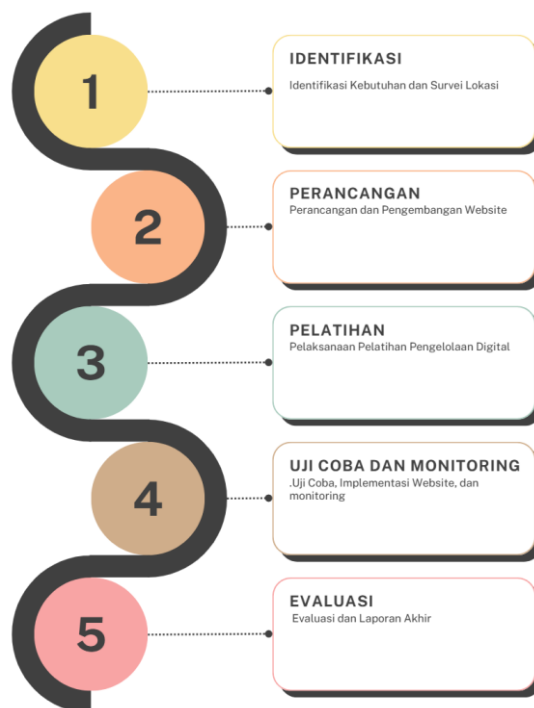 1
IDENTIFIKASI
Identifikasi Kebutuhan dan Survei Lokasi
2
PERANCANGAN
Perancangan dan Pengembangan Website
3
PELATIHAN
Pelaksanaan Pelatihan Pengelolaan Digital
4
UJI COBA DAN MONITORING
.Uji Coba, Implementasi Website, dan
monitoring
5
EVALUASI
Evaluasi dan Laporan Akhir